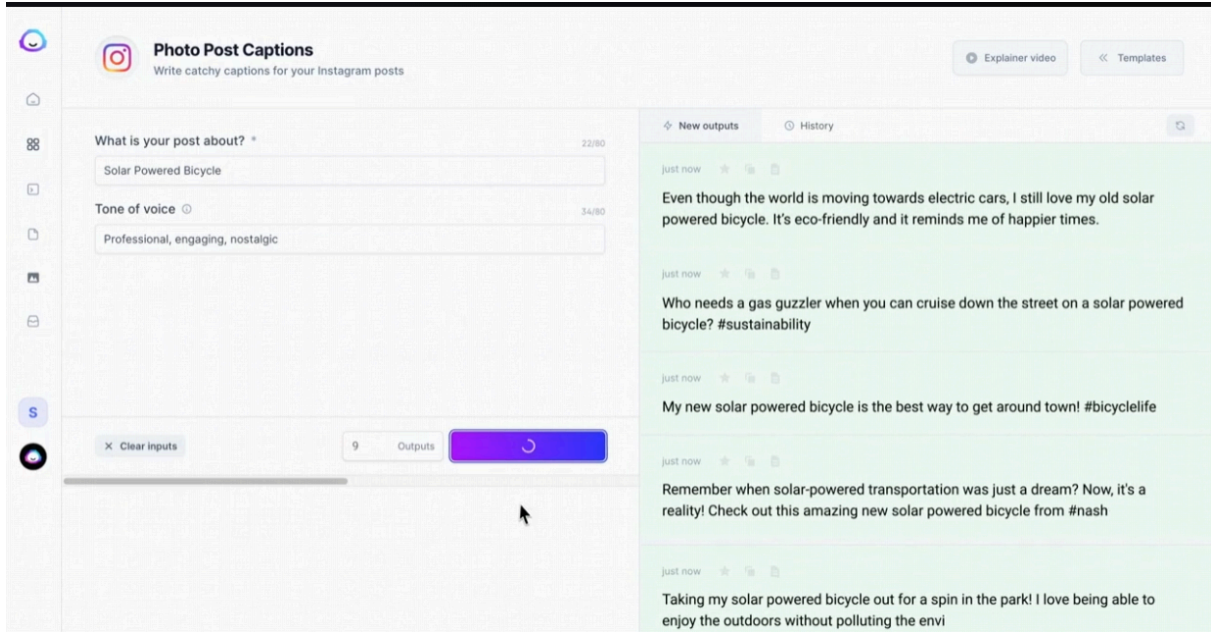 Photo Post Captions
Write catchy captions for your Instagram posts
Explainer video
Templates
What is your post about? *
22/80
Solar Powered Bicycle
Tone of voice
34/80
Professional, engaging, nostalgic
Clear inputs
9 Outputs
S
New outputs
History
just now
Even though the world is moving towards electric cars, I still love my old solar
powered bicycle. It's eco-friendly and it reminds me of happier times.
just now
Who needs a gas guzzler when you can cruise down the street on a solar powered
bicycle? #sustainability
just now
My new solar powered bicycle is the best way to get around town! #bicyclelife
just now
Remember when solar-powered transportation was just a dream? Now, it's a
reality! Check out this amazing new solar powered bicycle from #nash
just now
Taking my solar powered bicycle out for a spin in the park! I love being able to
enjoy the outdoors without polluting the envi